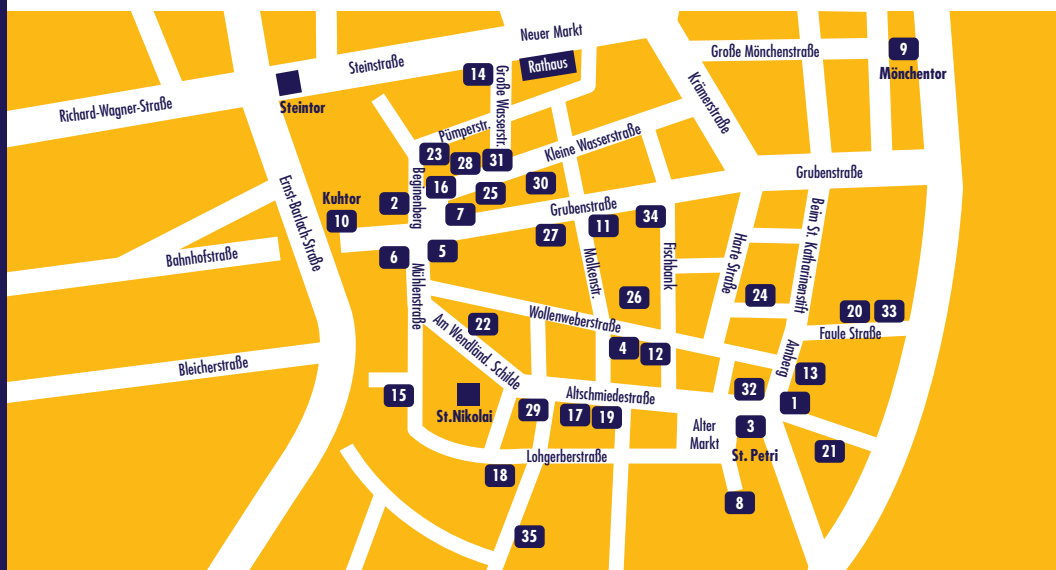 Neuer Markt
Große Mönchenstraße
9
Mönchentor
Steinstraße
14
Rathaus
Große Wasserstr.
Krämerstraße
Steintor
Richard-Wagner-Straße
Pümperstr.
Kleine Wasserstraße
23
28
31
Grubenstraße
Ernst-Barlach-Straße
Kuhtor
10
2
Beginenberg
16
25
30
7
Grubenstraße
11
34
27
Beim St. Katharinenstift
Bahnhofstraße
6
5
Mühlenstraße
Molkenstr.
Fischbank
Harte Straße
26
24
20
33
Faule Straße
Wollenweberstraße
22
Am Wendländ. Schilde
4
12
Amberg
13
Bleicherstraße
15
St.Nikolai
Altschmiedestraße
32
1
29
17
19
Alter
Markt
3
St. Petri
21
Lohgerberstraße
18
8
35